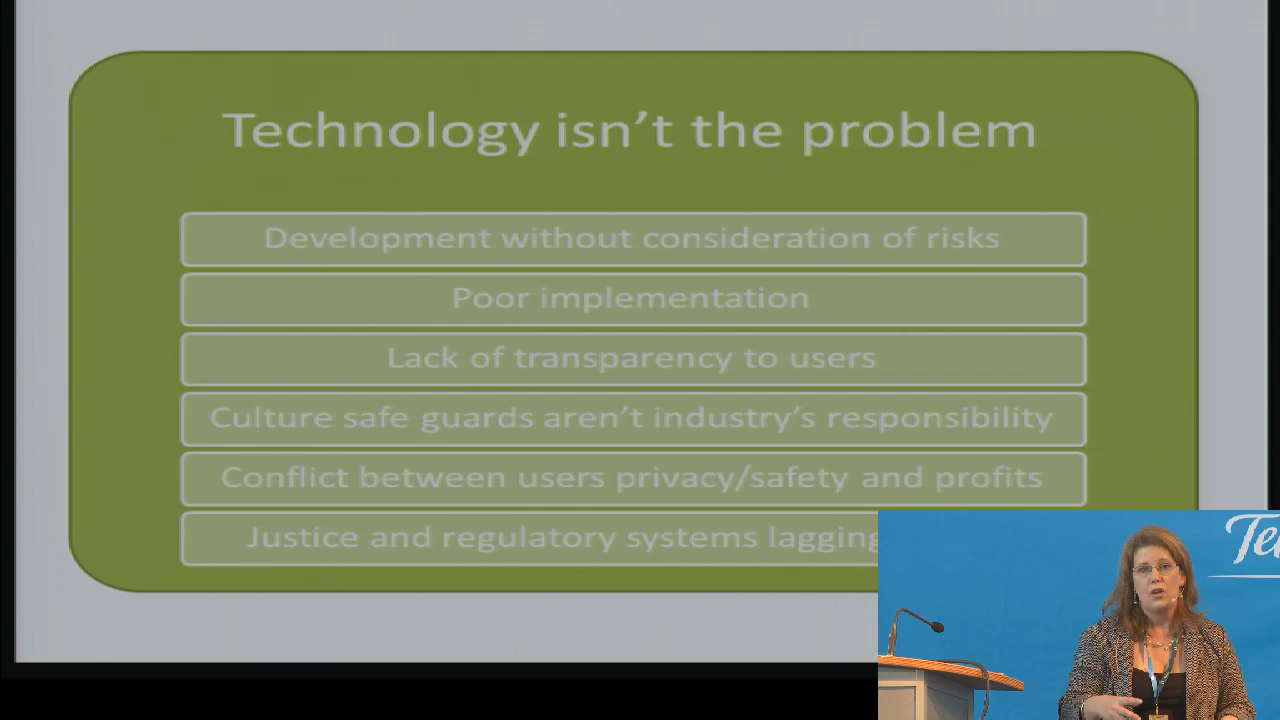 Technology isn't the problem
Development without consideration of risks
Poor implementation
Lack of transparency to users
Culture safe guards aren't industry's responsibility
Conflict between users privacy/safety and profits
Justice and regulatory systems lagging